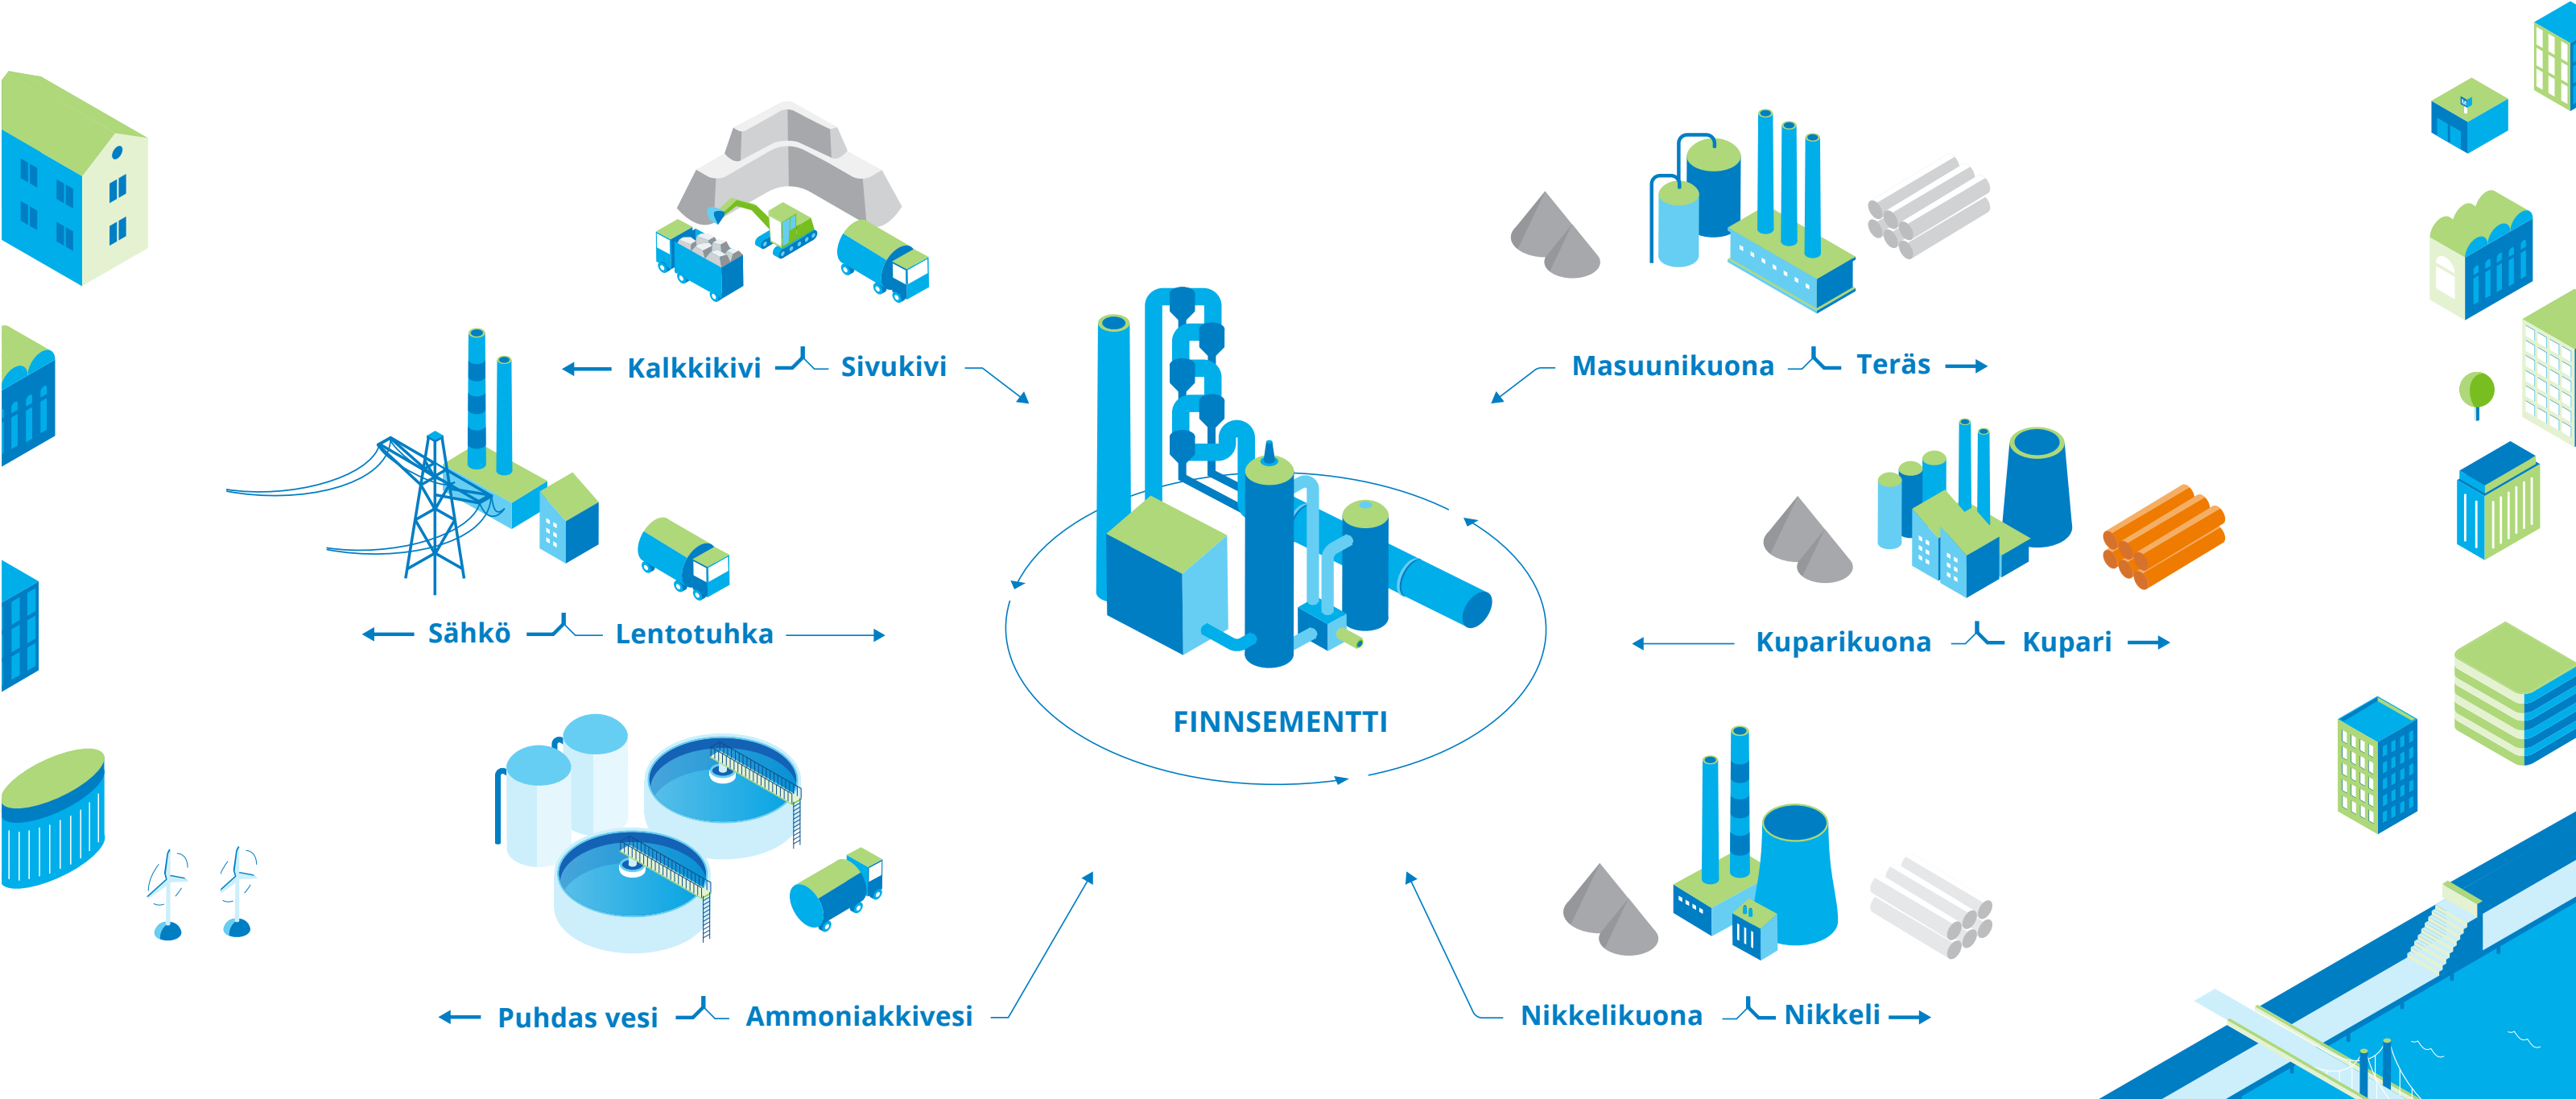 Kalkkikivi Sivukivi
Masuunikuona Teräs
Sähkö Lentotuhka
Kuparikuona Kupari
FINNSEMENTTI
Puhdas vesi Ammoniakkivesi
Nikkelikuona Nikkeli